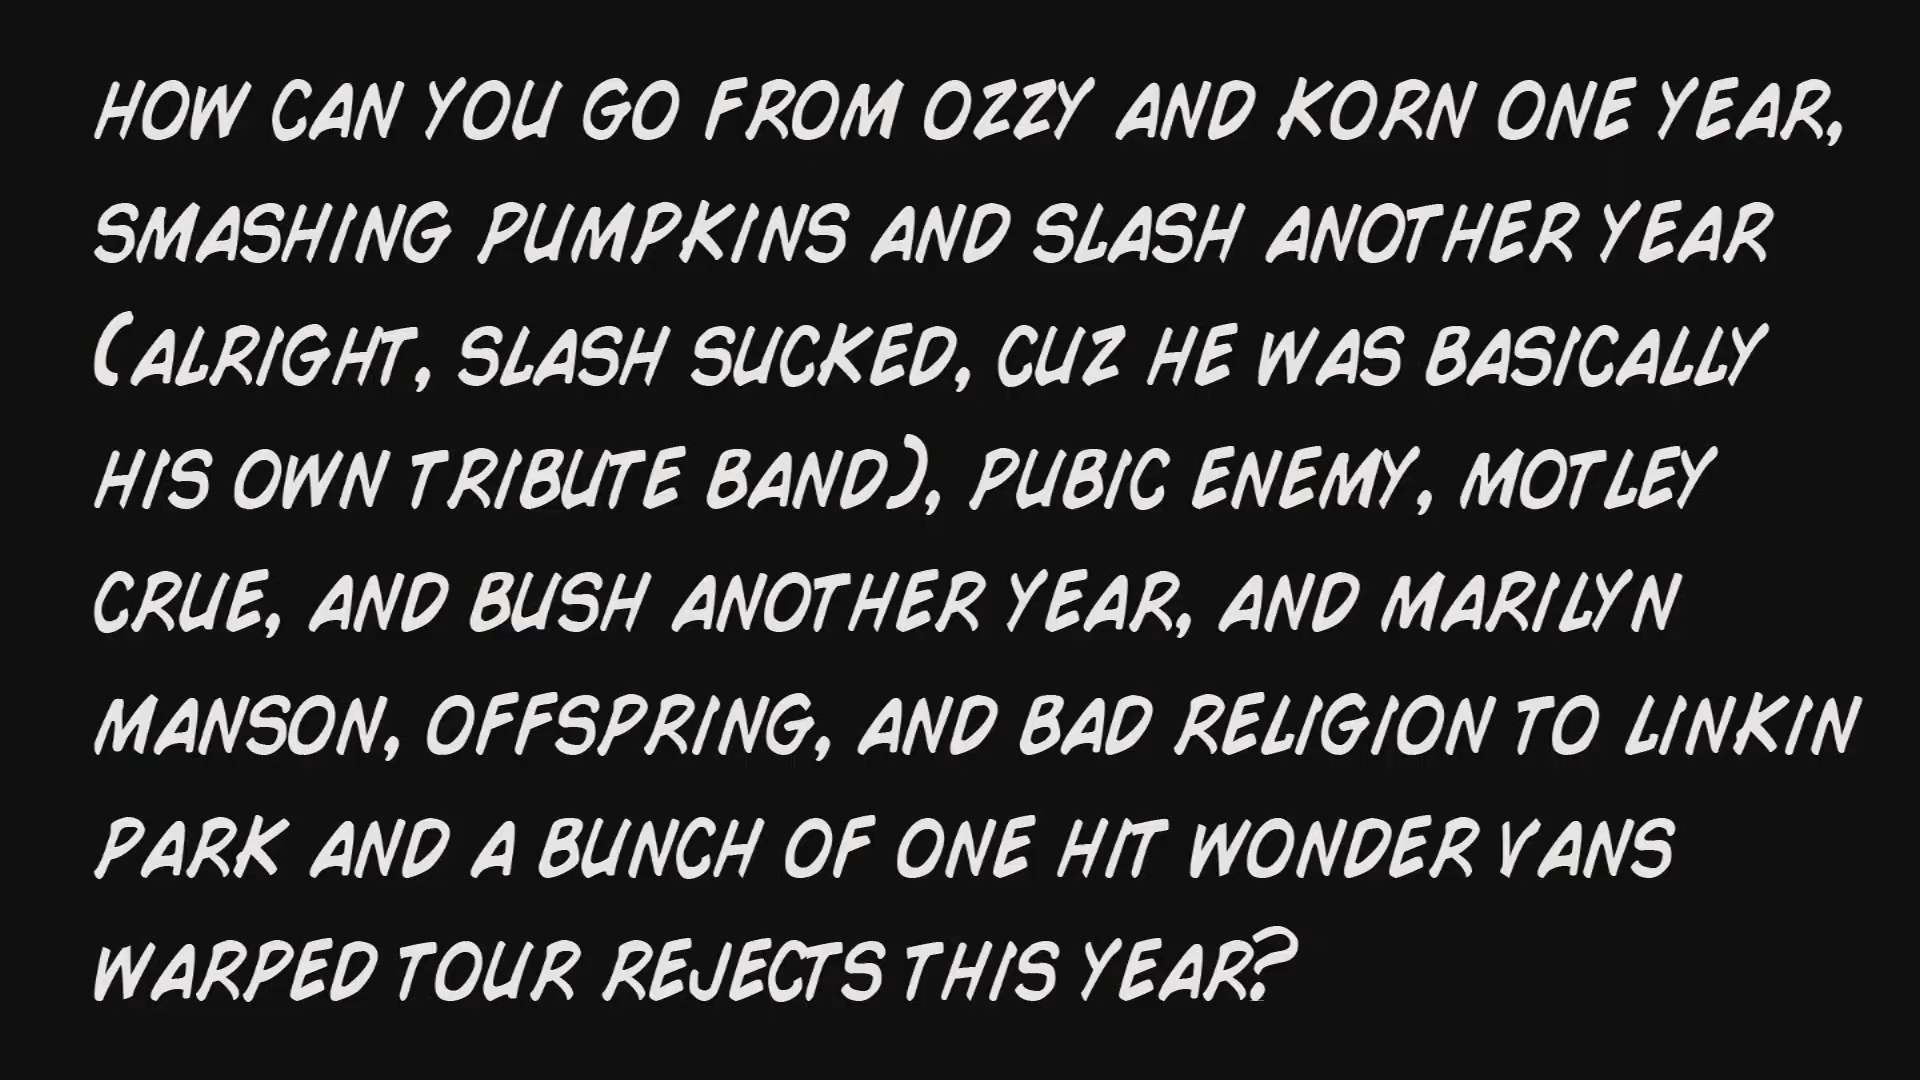 HOW CAN YOU GO FROM OZZY AND KORN ONE YEAR,
SMASHING PUMPKINS AND SLASH ANOTHER YEAR
(ALRIGHT, SLASH SUCKED, CUZ HE WAS BASICALLY
HIS OWN TRIBUTE BAND), PUBIC ENEMY, MOTLEY
CRUE, AND BUSH ANOTHER YEAR, AND MARILYN
MANSON, OFFSPRING, AND BAD RELIGION TO LINKIN
PARK AND A BUNCH OF ONE HIT WONDER VANS
WARPED TOUR REJECTS THIS YEAR?